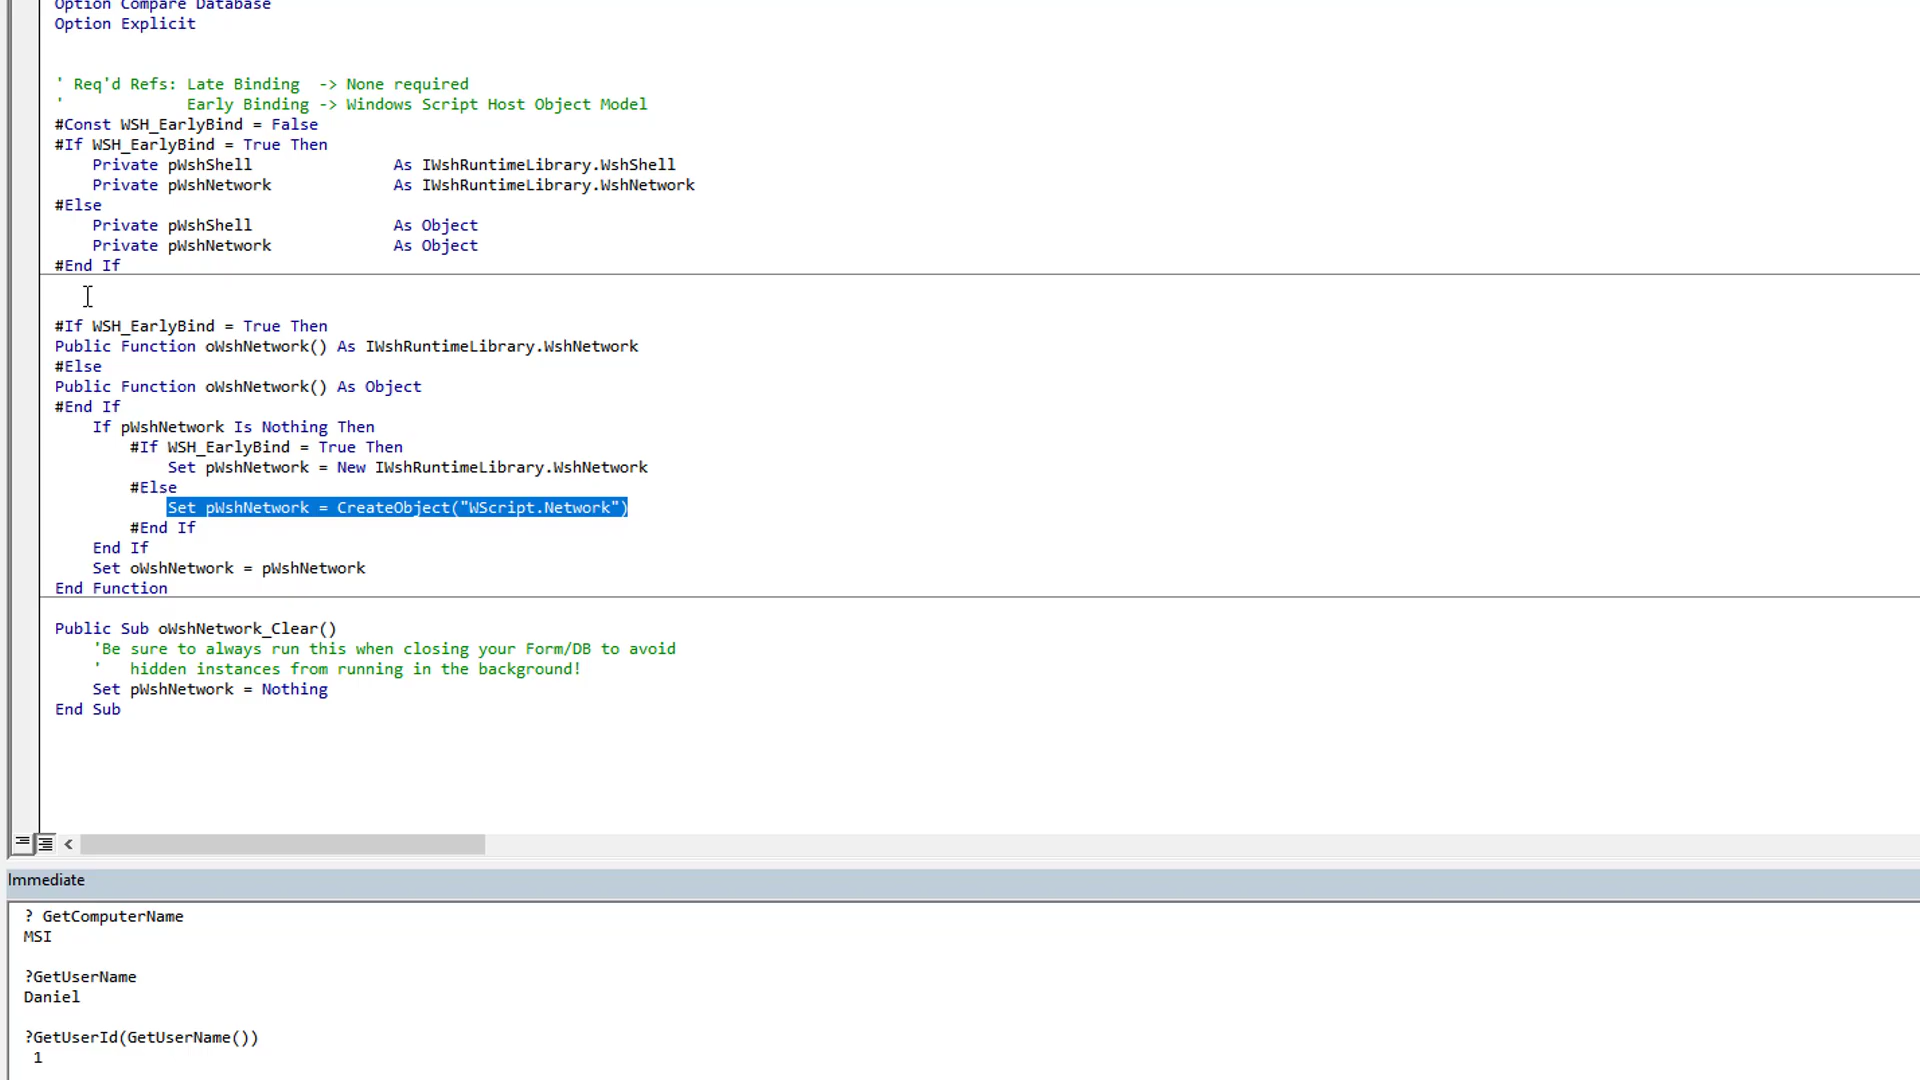 Option Compare Database
Option Explicit
' Req'd Refs: Late Binding  -> None required
'             Early Binding -> Windows Script Host Object Model
#Const WSH_EarlyBind = False
#If WSH_EarlyBind = True Then
    Private pWshShell               As IWshRuntimeLibrary.WshShell
    Private pWshNetwork             As IWshRuntimeLibrary.WshNetwork
#Else
    Private pWshShell               As Object
    Private pWshNetwork             As Object
#End If
#If WSH_EarlyBind = True Then
Public Function oWshNetwork() As IWshRuntimeLibrary.WshNetwork
#Else
Public Function oWshNetwork() As Object
#End If
    If pWshNetwork Is Nothing Then
        #If WSH_EarlyBind = True Then
            Set pWshNetwork = New IWshRuntimeLibrary.WshNetwork
        #Else
            Set pWshNetwork = CreateObject("WScript.Network")
        #End If
    End If
    Set oWshNetwork = pWshNetwork
End Function
Public Sub oWshNetwork_Clear()
    'Be sure to always run this when closing your Form/DB to avoid
    '   hidden instances from running in the background!
    Set pWshNetwork = Nothing
End Sub
Immediate
? GetComputerName
MSI
?GetUserName
Daniel
?GetUserId(GetUserName())
 1